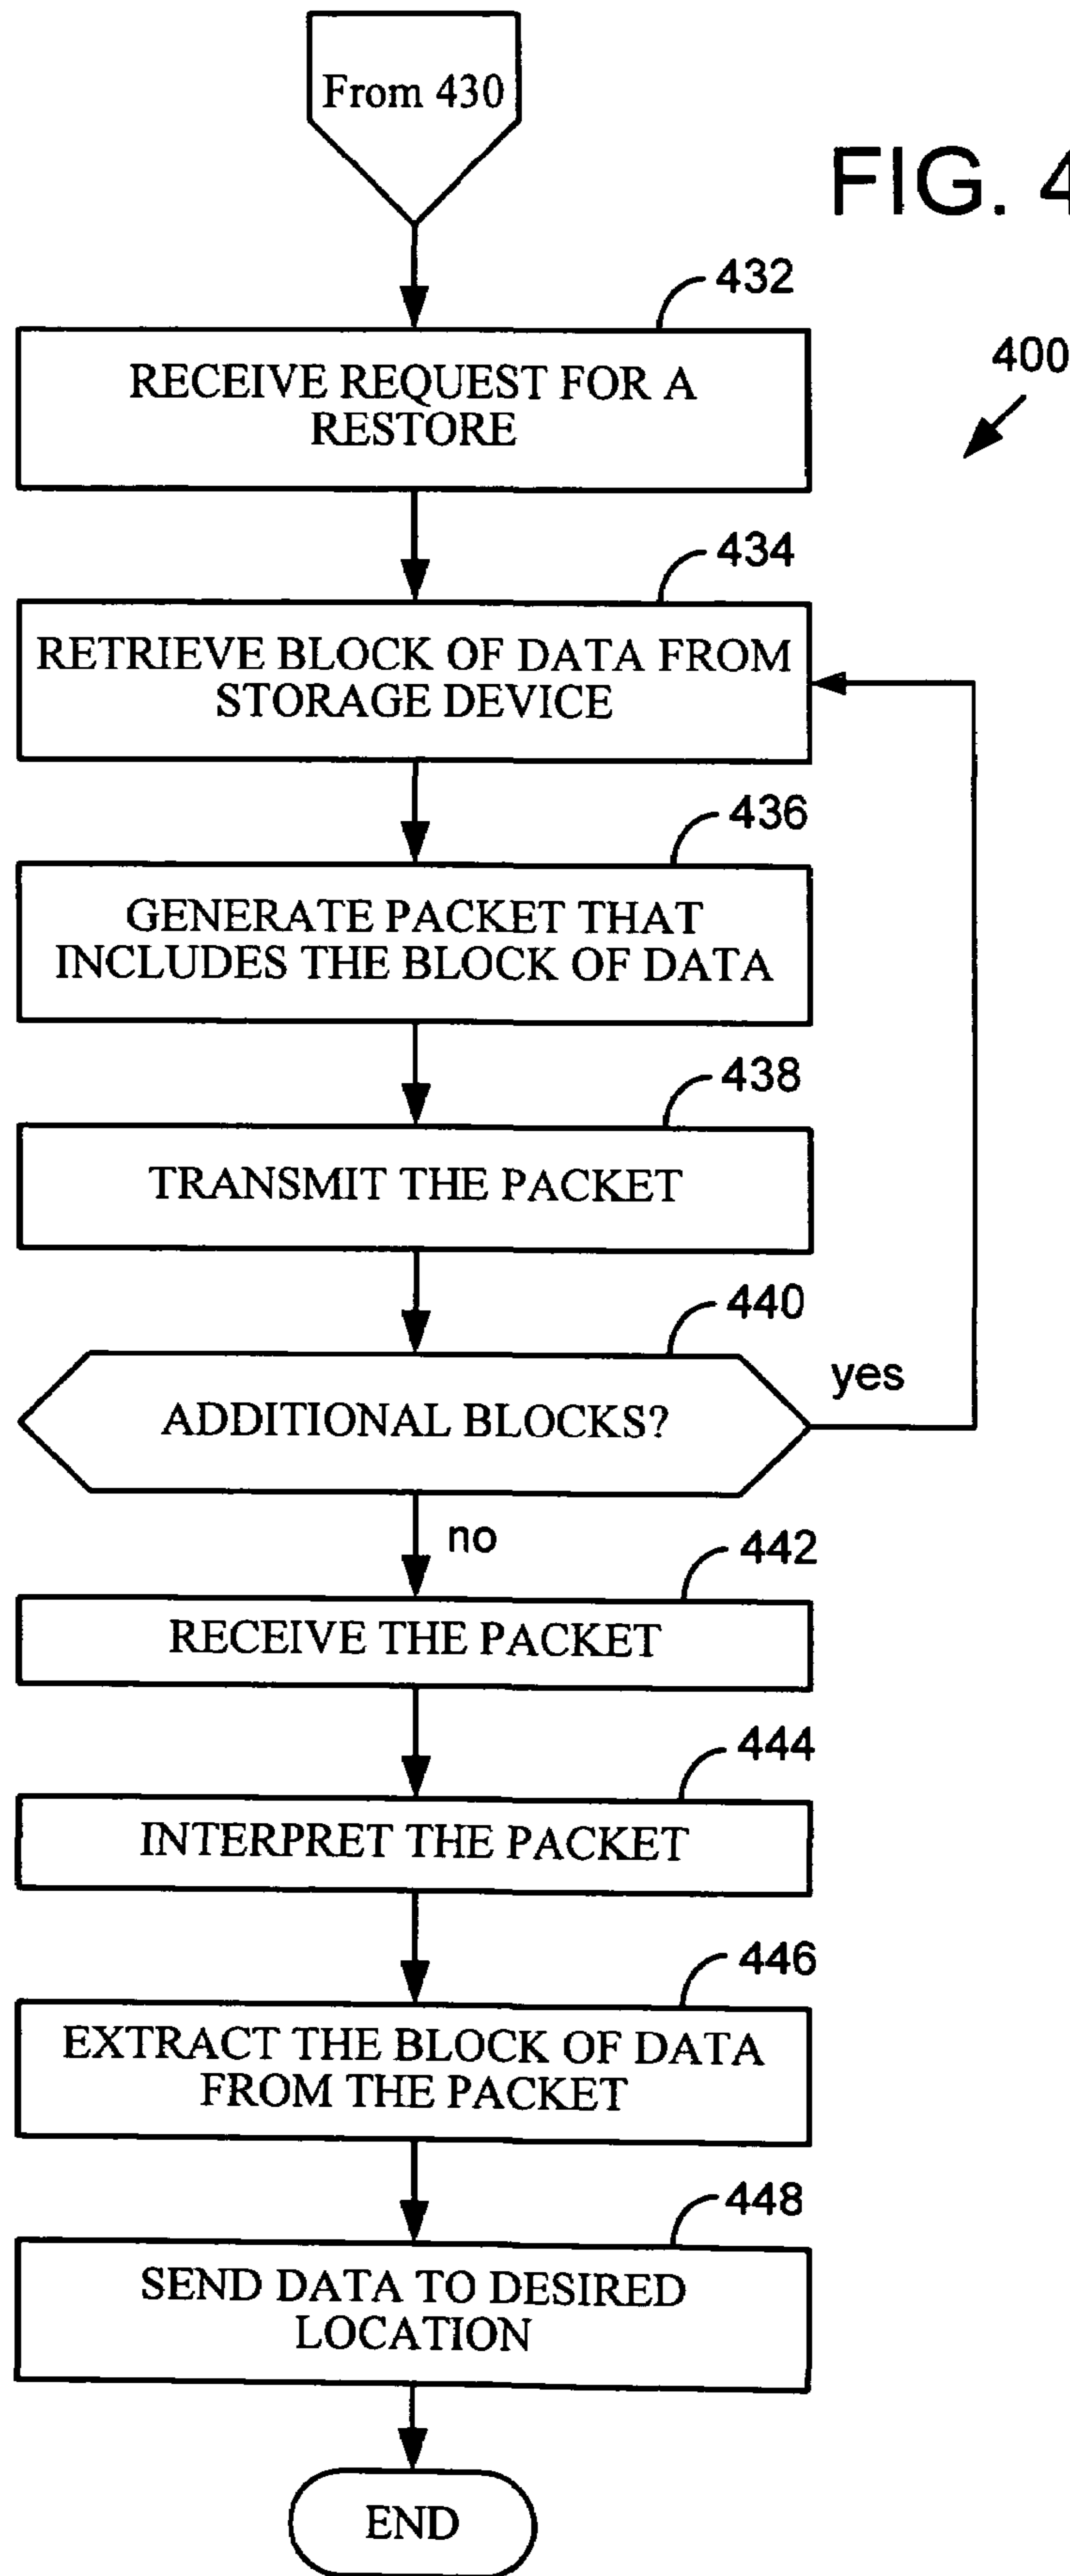 From 430
FIG. 4
432
RECEIVE REQUEST FOR A
RESTORE
400
434
RETRIEVE BLOCK OF DATA FROM
STORAGE DEVICE
436
GENERATE PACKET THAT
INCLUDES THE BLOCK OF DATA
438
TRANSMIT THE PACKET
440
ADDITIONAL BLOCKS?
yes
no
442
RECEIVE THE PACKET
444
INTERPRET THE PACKET
446
EXTRACT THE BLOCK OF DATA
FROM THE PACKET
448
SEND DATA TO DESIRED
LOCATION
END